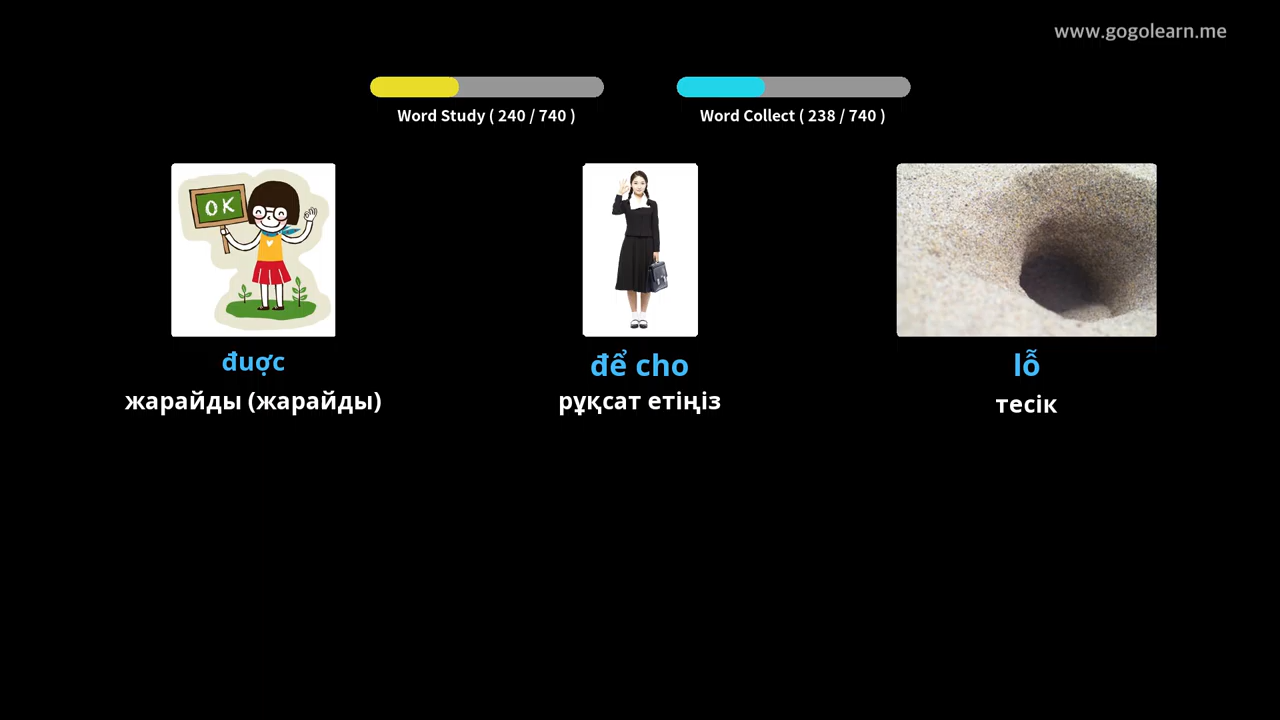 www.gogolearn.me
Word Study ( 240 / 740 )
Word Collect ( 238 / 740 )
OK
đuợc
để cho
lỗ
жарайды (жарайды)
рұқсат етіңіз
тесік